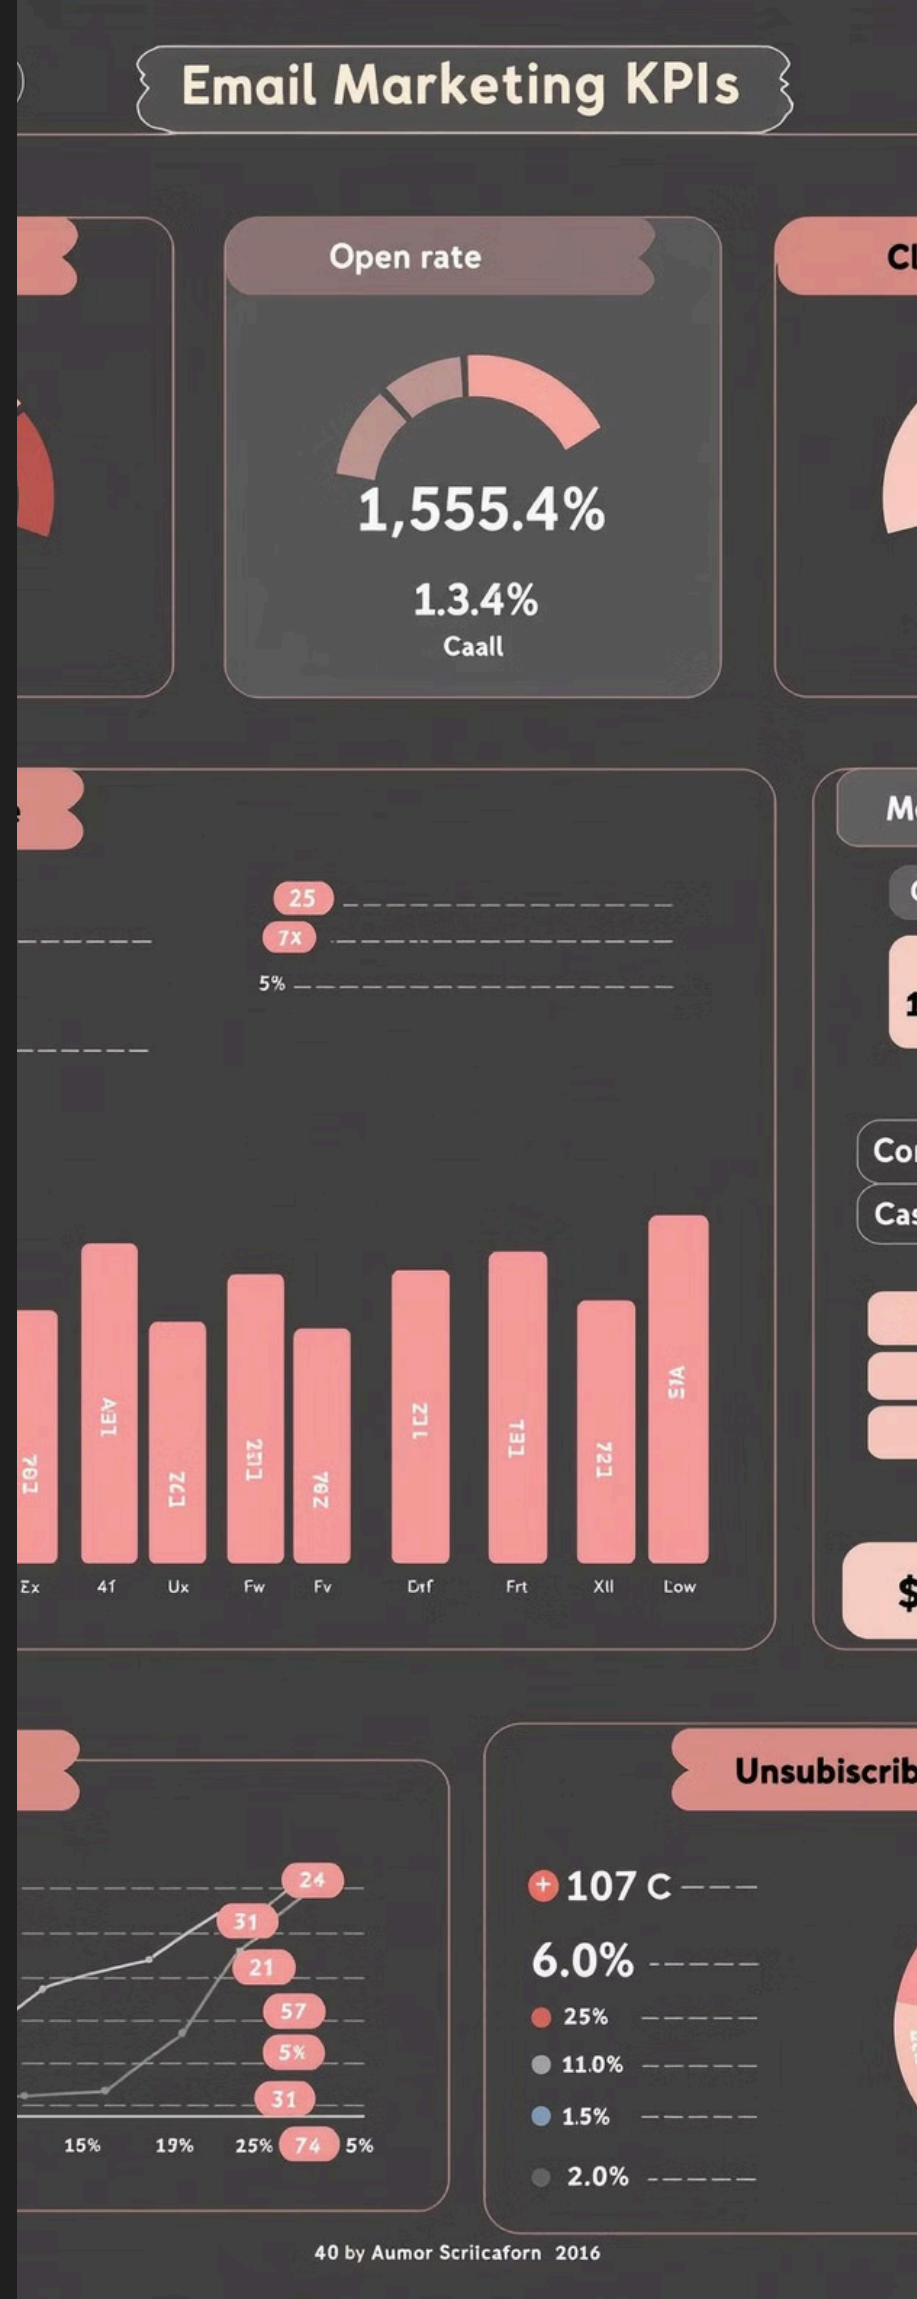 Email Marketing KPIs
Open rate
Cl
1,555.4%
1.3.4%
Caall
e
25
7x
5%
Ex 41 Ux Fw Fv Frt XII Low
Cor
Cas
$
Unsubiscrib
24
31
21
57
5%
31
15% 19% 25% 74 5%
107 C
6.0%
25%
11.0%
1.5%
2.0%
40 by Aumor Scriicaforn 2016